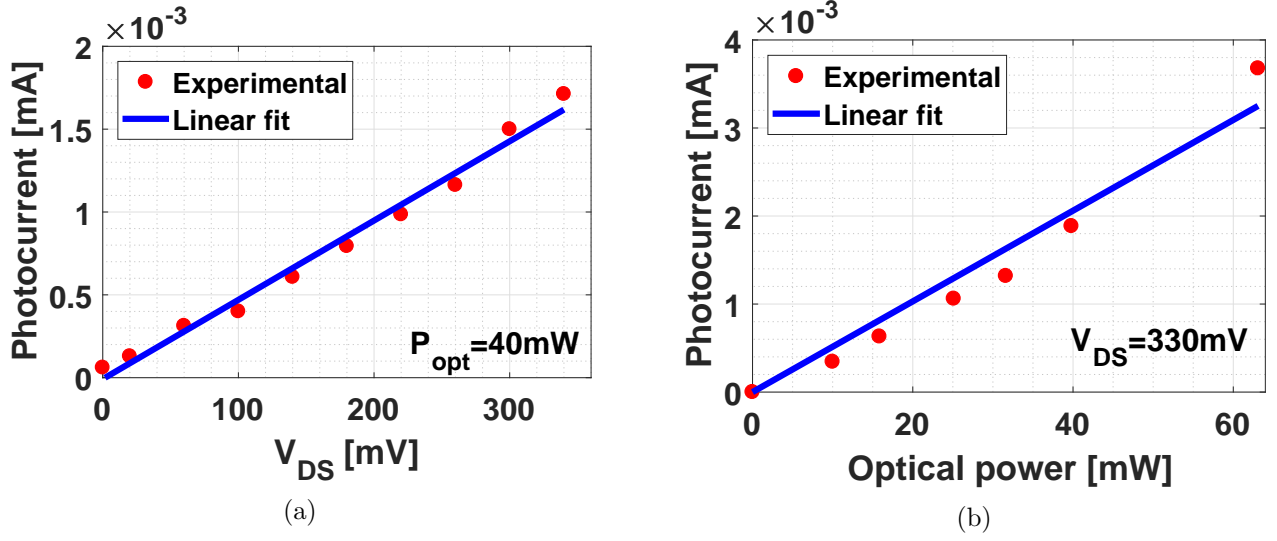 ×10⁻³
2
1.5
1
0.5
0
0 100 200 300
Photocurrent [mA]
V_DS [mV]
Experimental
Linear fit
P_opt=40mW
(a)
×10⁻³
4
3
2
1
0
0 20 40 60
Photocurrent [mA]
Optical power [mW]
Experimental
Linear fit
V_DS=330mV
(b)